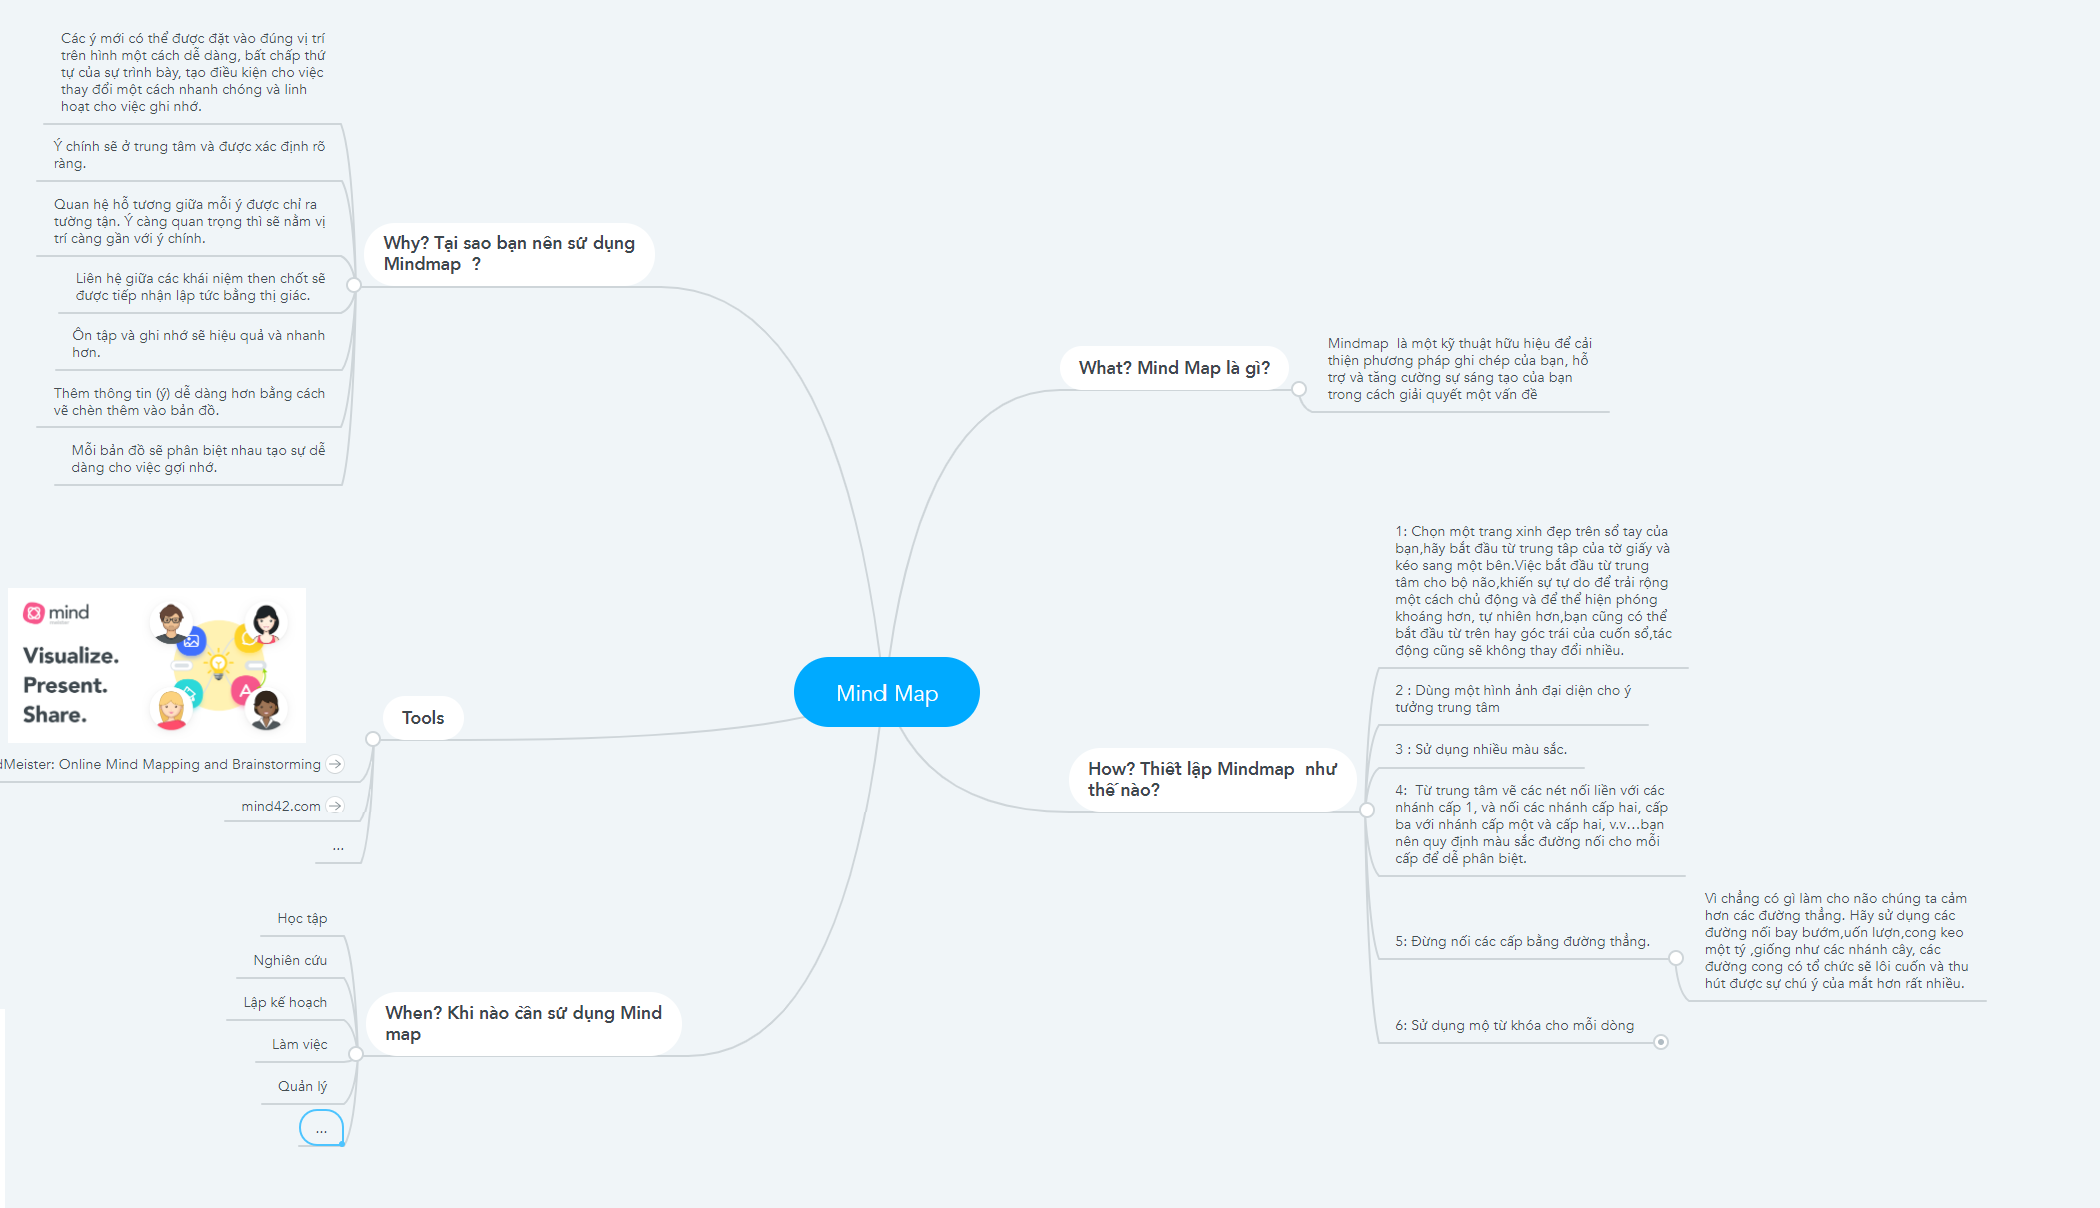 Các ý mới có thể được đặt vào đúng vị trí
trên hình một cách dễ dàng, bất chấp thứ
tự của sự trình bày, tạo điều kiện cho việc
thay đổi một cách nhanh chóng và linh
hoạt cho việc ghi nhớ.
Ý chính sẽ ở trung tâm và được xác định rõ
ràng.
Quan hệ hỗ tương giữa mỗi ý được chỉ ra
tường tận. Ý càng quan trọng thì sẽ nằm vị
trí càng gần với ý chính.
Liên hệ giữa các khái niệm then chốt sẽ
được tiếp nhận lập tức bằng thị giác.
Ôn tập và ghi nhớ sẽ hiệu quả và nhanh
hơn.
Thêm thông tin (ý) dễ dàng hơn bằng cách
vẽ chèn thêm vào bản đồ.
Mỗi bản đồ sẽ phân biệt nhau tạo sự dễ
dàng cho việc gợi nhớ.
Why? Tại sao bạn nên sử dụng
Mindmap ?
What? Mind Map là gì?
Mindmap là một kỹ thuật hữu hiệu để cải
thiện phương pháp ghi chép của bạn, hỗ
trợ và tăng cường sự sáng tạo của bạn
trong cách giải quyết một vấn đề
mind
Visualize.
Present.
Share.
Tools
dMeister: Online Mind Mapping and Brainstorming
mind42.com
...
Mind Map
How? Thiết lập Mindmap như
thế nào?
1: Chọn một trang xinh đẹp trên sổ tay của
bạn,hãy bắt đầu từ trung tâp của tờ giấy và
kéo sang một bên.Việc bắt đầu từ trung
tâm cho bộ não,khiến sự tự do để trải rộng
một cách chủ động và để thể hiện phóng
khoáng hơn, tự nhiên hơn,bạn cũng có thể
bắt đầu từ trên hay góc trái của cuốn sổ,tác
động cũng sẽ không thay đổi nhiều.
2 : Dùng một hình ảnh đại diện cho ý
tưởng trung tâm
3 : Sử dụng nhiều màu sắc.
4: Từ trung tâm vẽ các nét nối liền với các
nhánh cấp 1, và nối các nhánh cấp hai, cấp
ba với nhánh cấp một và cấp hai, v.v...bạn
nên quy định màu sắc đường nối cho mỗi
cấp để dễ phân biệt.
5: Đừng nối các cấp bằng đường thẳng.
Vì chẳng có gì làm cho não chúng ta cảm
hơn các đường thẳng. Hãy sử dụng các
đường nối bay bướm,uốn lượn,cong keo
một tý ,giống như các nhánh cây, các
đường cong có tổ chức sẽ lôi cuốn và thu
hút được sự chú ý của mắt hơn rất nhiều.
6: Sử dụng mộ từ khóa cho mỗi dòng
Học tập
Nghiên cứu
Lập kế hoạch
Làm việc
Quản lý
...
When? Khi nào cần sử dụng Mind
map